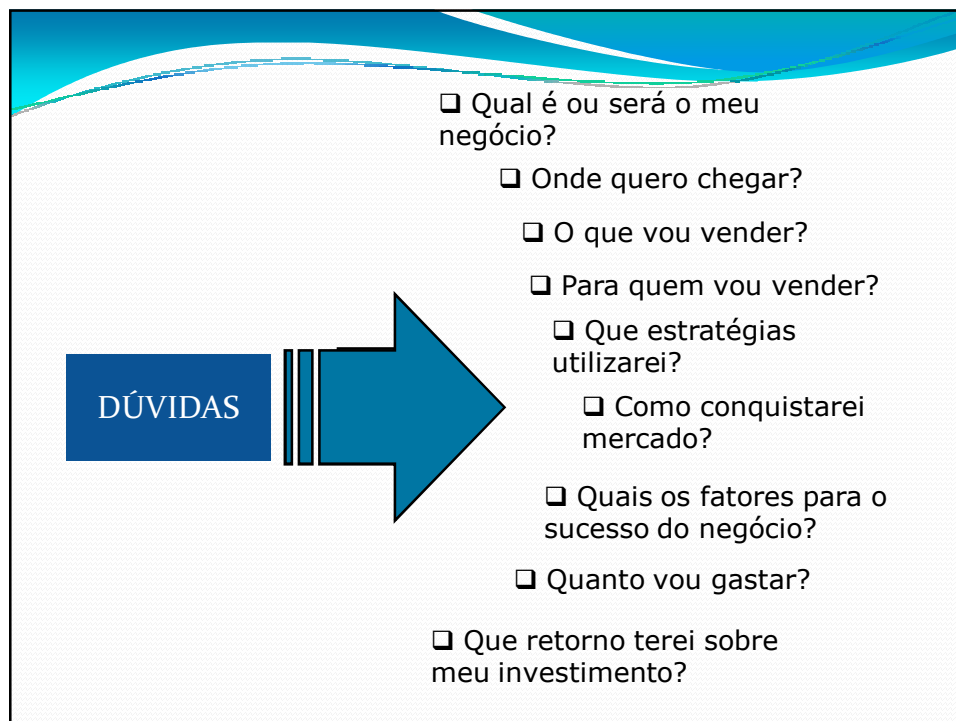 ❑ Qual é ou será o meu
negócio?
❑ Onde quero chegar?
❑ O que vou vender?
❑ Para quem vou vender?
❑ Que estratégias
utilizarei?
DÚVIDAS
❑ Como conquistarei
mercado?
❑ Quais os fatores para o
sucesso do negócio?
❑ Quanto vou gastar?
❑ Que retorno terei sobre
meu investimento?